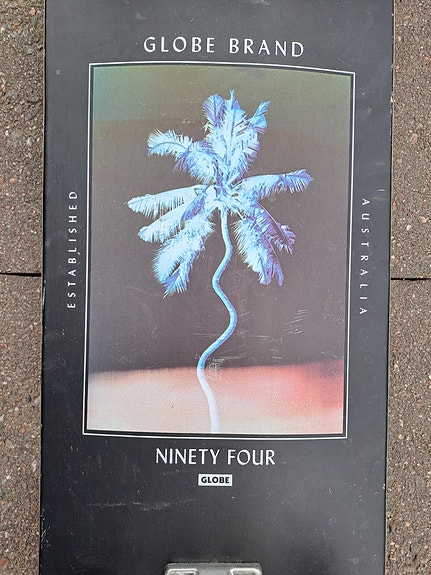 GLOBE BRAND
ESTABLISHED
AUSTRALIA
NINETY FOUR
GLOBE